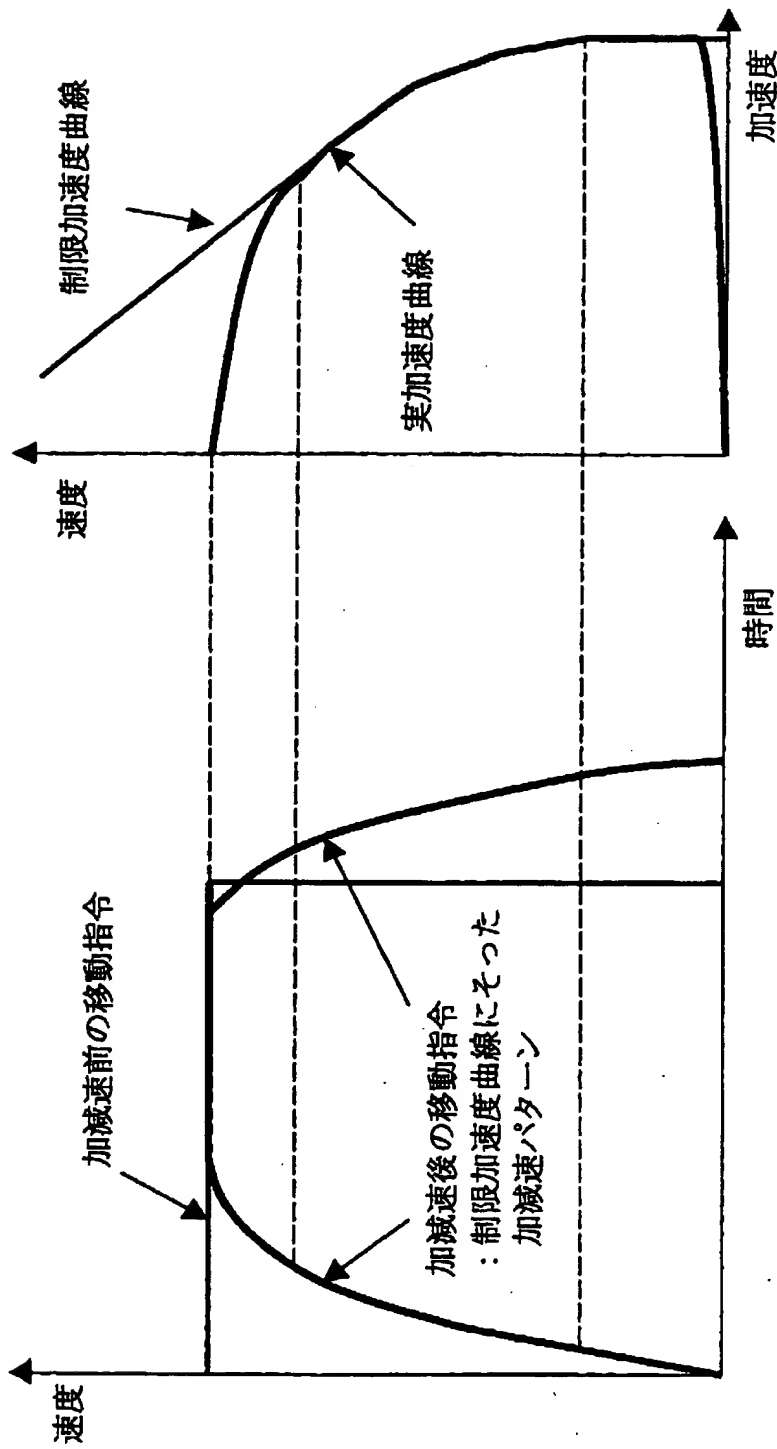 速度
加減速前の移動指令
加減速後の移動指令
：制限加速度曲線にそった
加減速パターン
時間
速度
制限加速度曲線
実加速度曲線
加速度